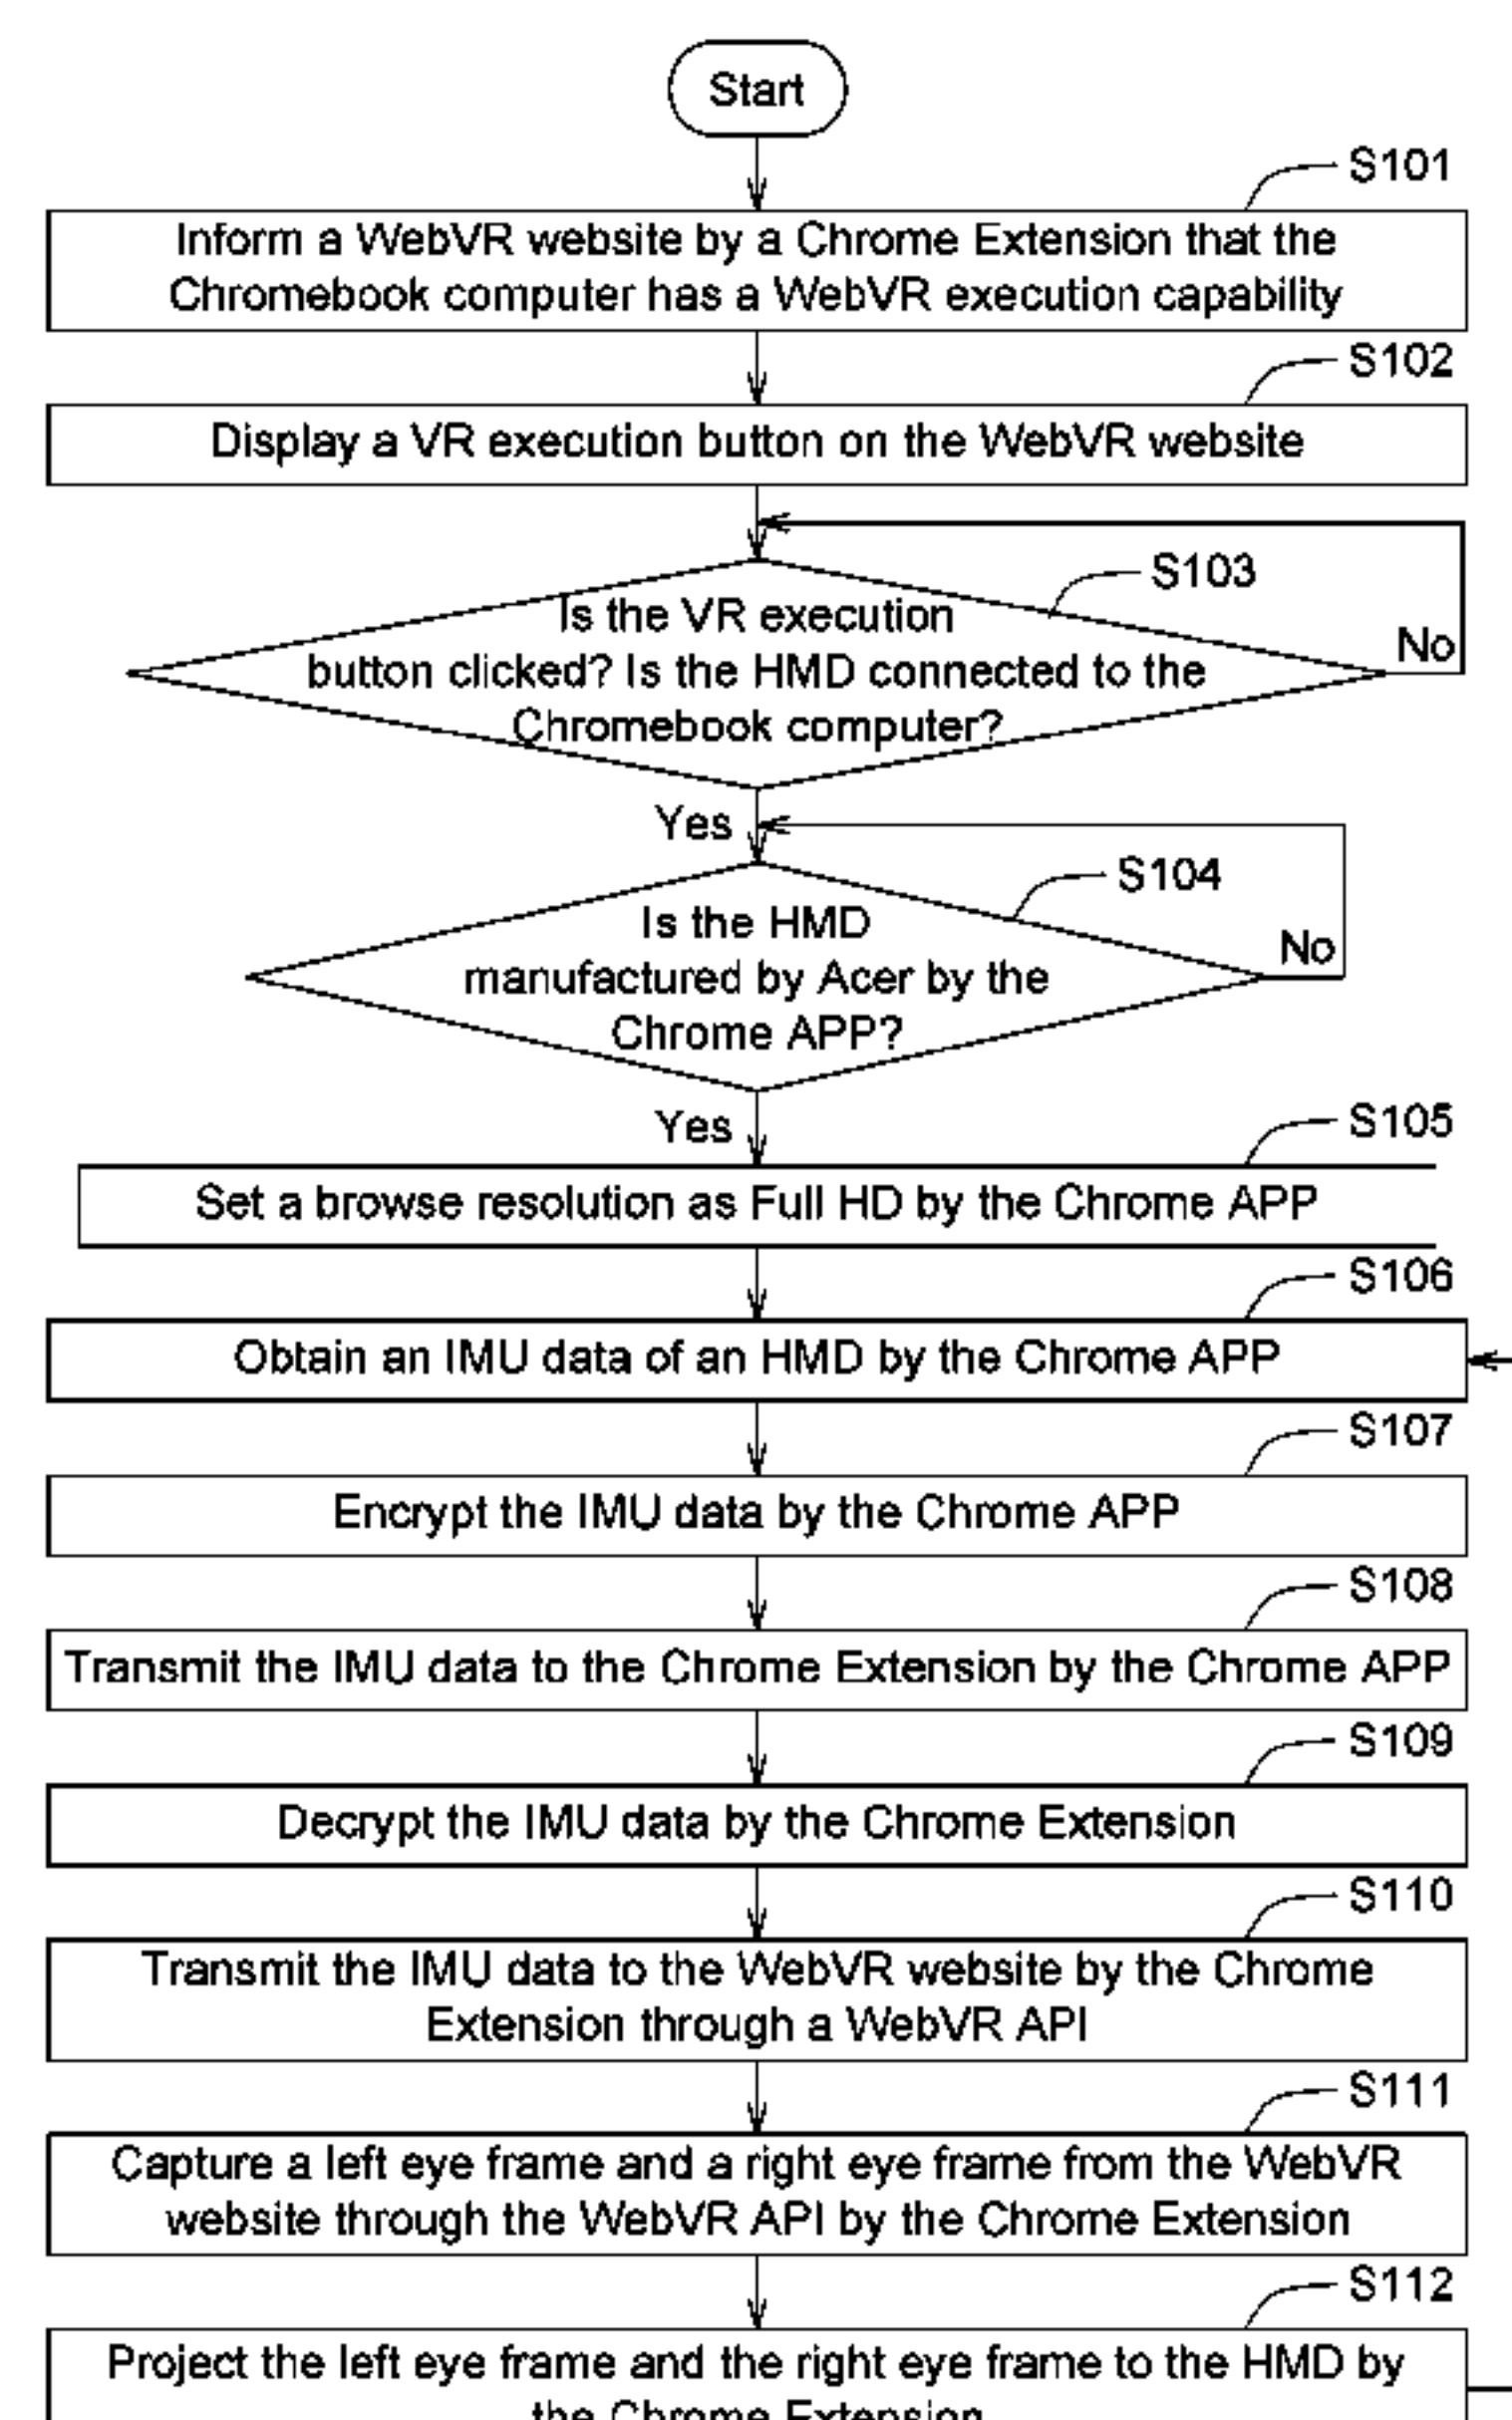 Start
S101
Inform a WebVR website by a Chrome Extension that the
Chromebook computer has a WebVR execution capability
S102
Display a VR execution button on the WebVR website
S103
Is the VR execution
button clicked? Is the HMD connected to the
Chromebook computer?
No
Yes
S104
Is the HMD
manufactured by Acer by the
Chrome APP?
No
Yes
S105
Set a browse resolution as Full HD by the Chrome APP
S106
Obtain an IMU data of an HMD by the Chrome APP
S107
Encrypt the IMU data by the Chrome APP
S108
Transmit the IMU data to the Chrome Extension by the Chrome APP
S109
Decrypt the IMU data by the Chrome Extension
S110
Transmit the IMU data to the WebVR website by the Chrome
Extension through a WebVR API
S111
Capture a left eye frame and a right eye frame from the WebVR
website through the WebVR API by the Chrome Extension
S112
Project the left eye frame and the right eye frame to the HMD by
the Chrome Extension